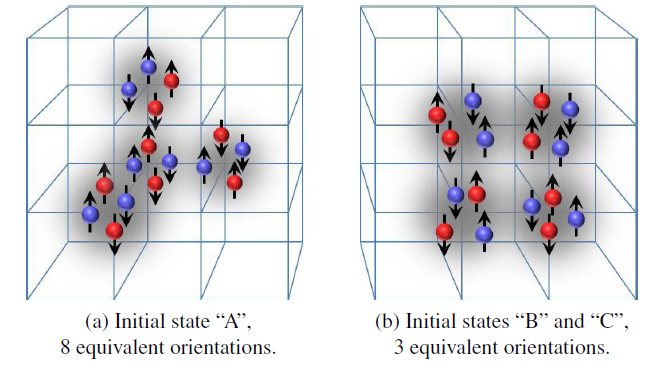 (a) Initial state “A”,
8 equivalent orientations.
(b) Initial states “B” and “C”,
3 equivalent orientations.